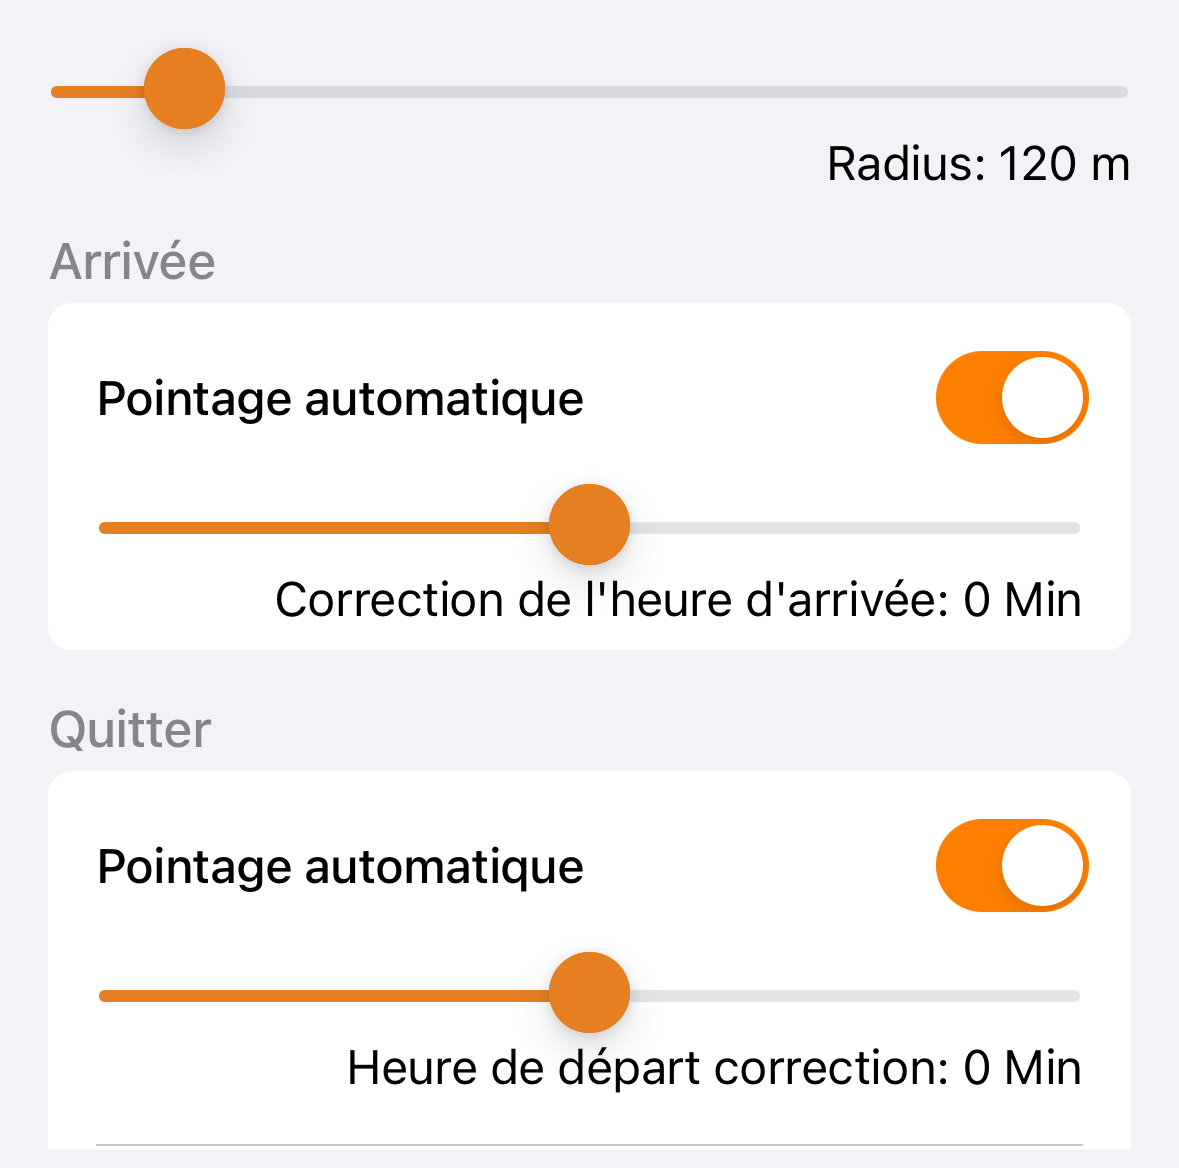 Radius: 120 m
Arrivée
Pointage automatique
Correction de l'heure d'arrivée: 0 Min
Quitter
Pointage automatique
Heure de départ correction: 0 Min